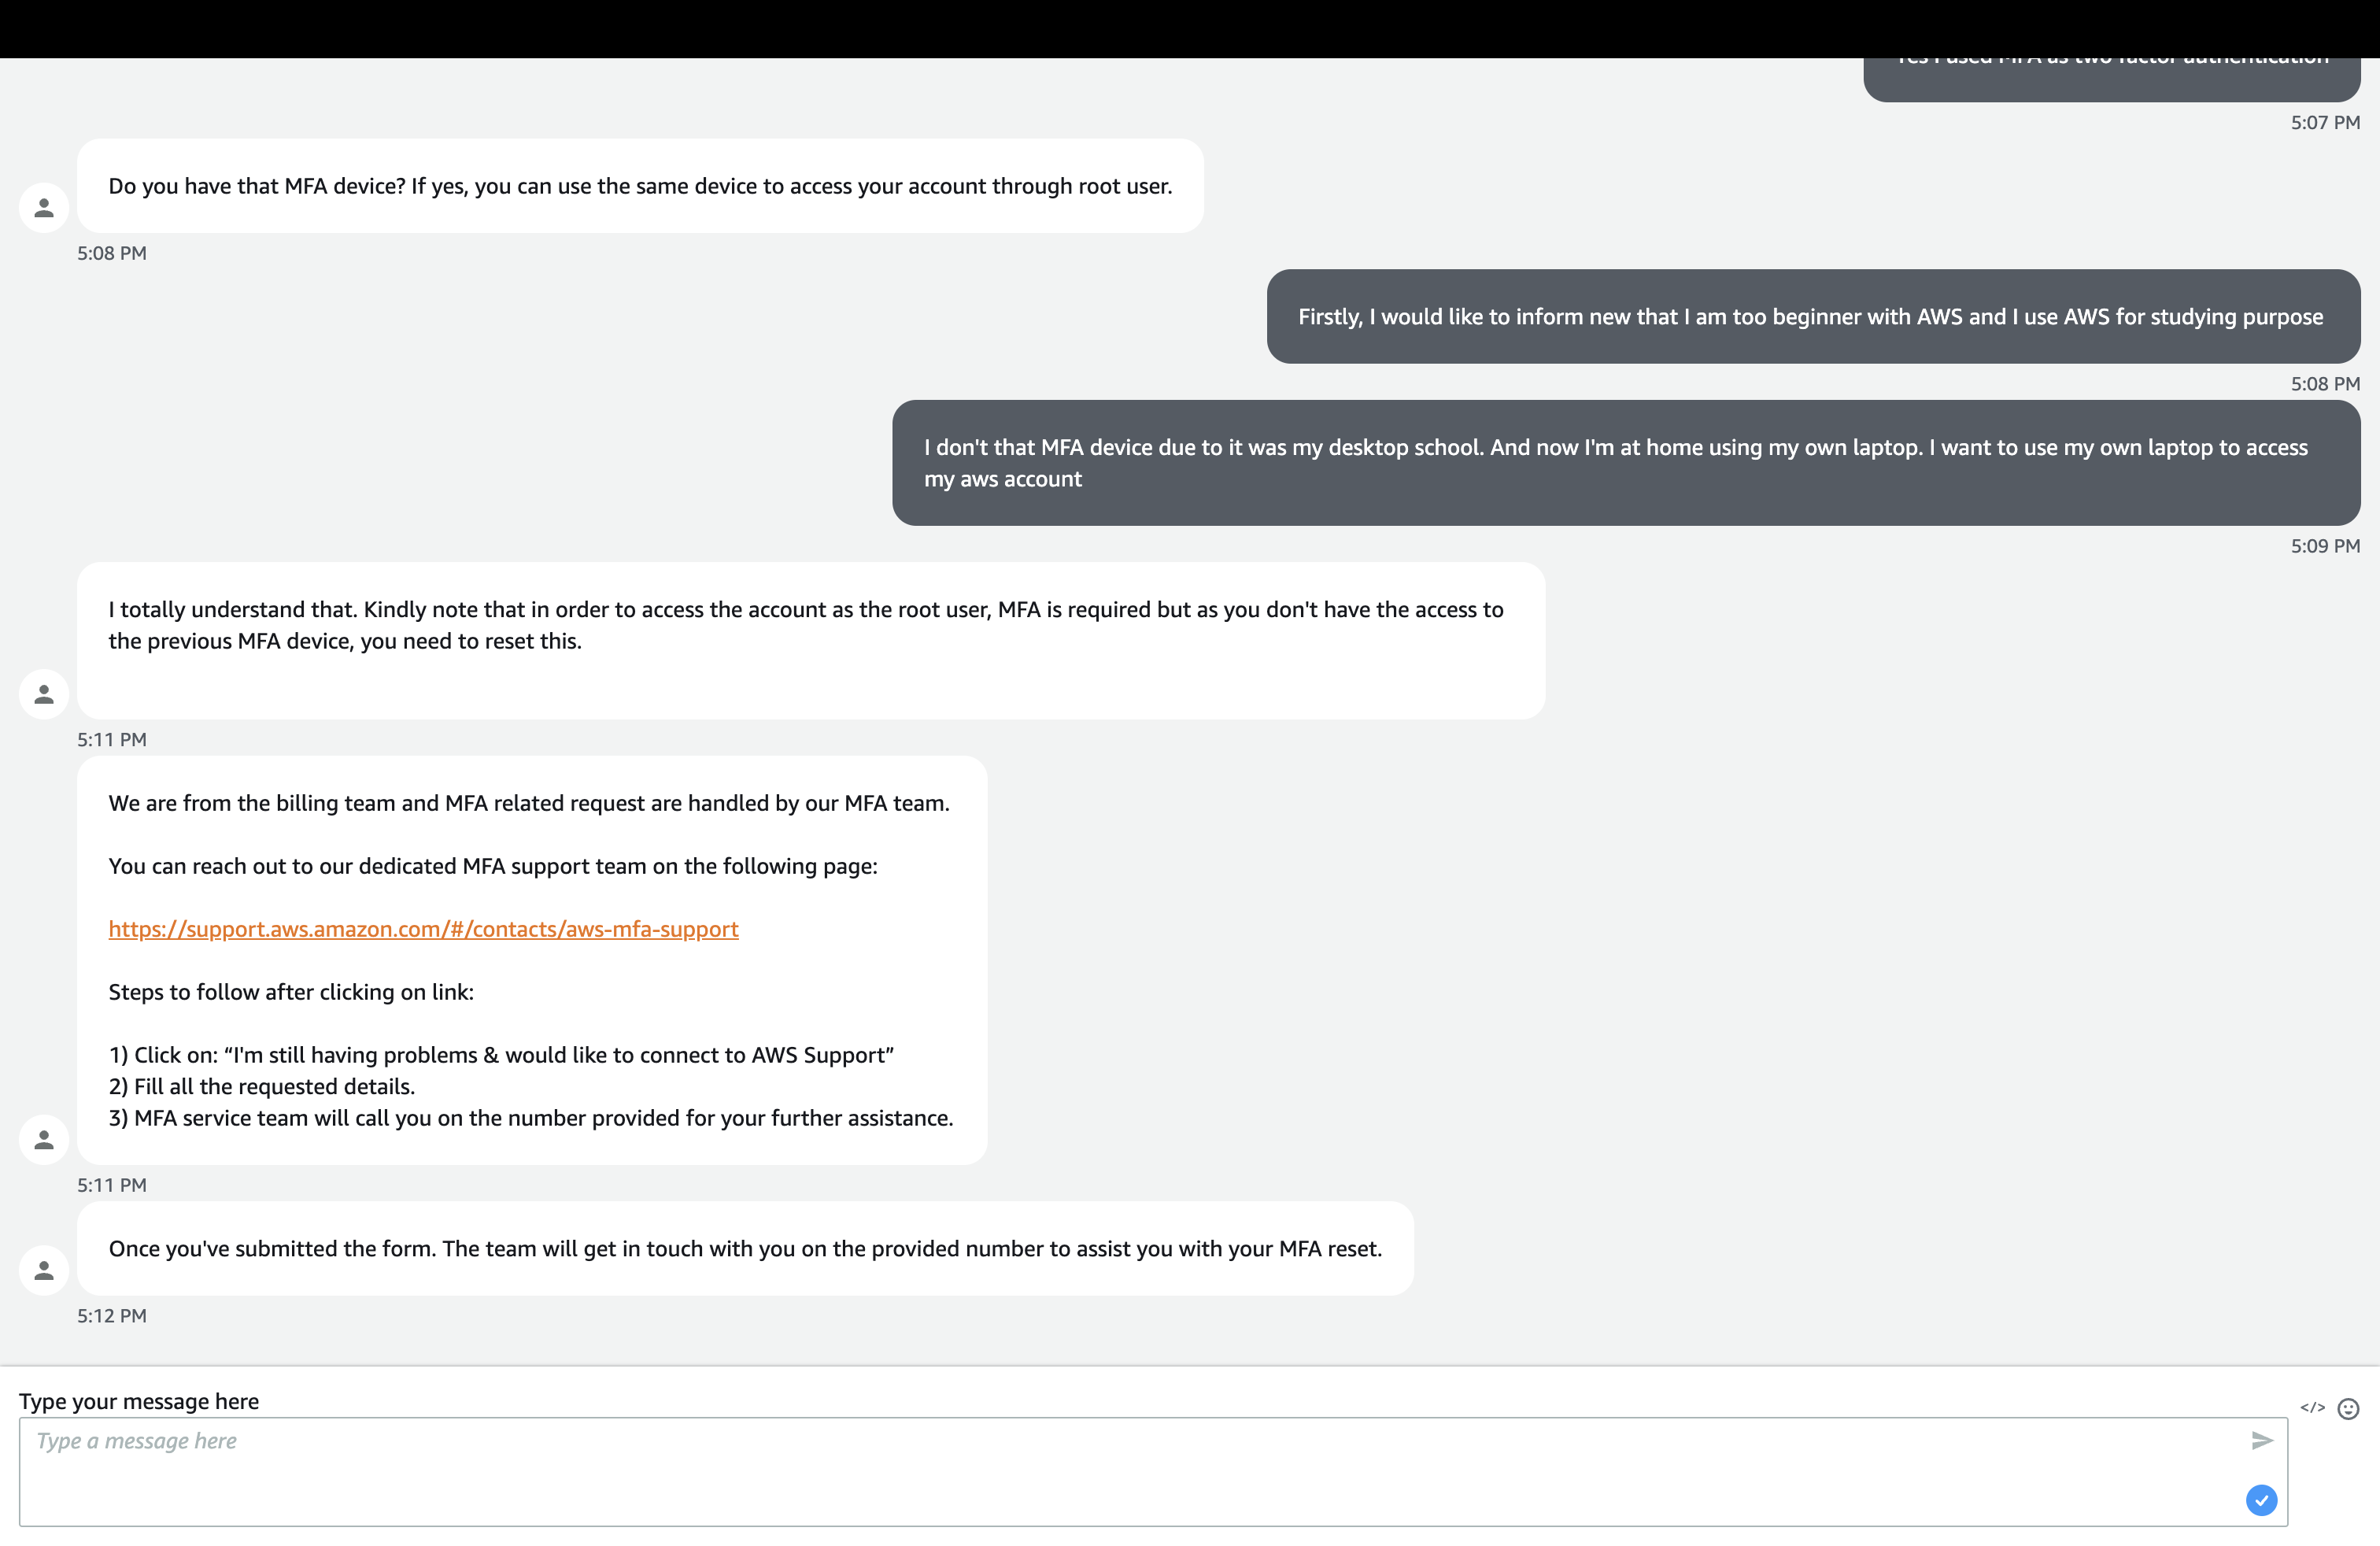 Yes I used MFA as two factor authentication
5:07 PM
Do you have that MFA device? If yes, you can use the same device to access your account through root user.
5:08 PM
Firstly, I would like to inform new that I am too beginner with AWS and I use AWS for studying purpose
5:08 PM
I don't that MFA device due to it was my desktop school. And now I'm at home using my own laptop. I want to use my own laptop to access
my aws account
5:09 PM
I totally understand that. Kindly note that in order to access the account as the root user, MFA is required but as you don't have the access to
the previous MFA device, you need to reset this.
5:11 PM
We are from the billing team and MFA related request are handled by our MFA team.
You can reach out to our dedicated MFA support team on the following page:
https://support.aws.amazon.com/#/contacts/aws-mfa-support
Steps to follow after clicking on link:
1) Click on: “I'm still having problems & would like to connect to AWS Support”
2) Fill all the requested details.
3) MFA service team will call you on the number provided for your further assistance.
5:11 PM
Once you've submitted the form. The team will get in touch with you on the provided number to assist you with your MFA reset.
5:12 PM
Type your message here
</>
Type a message here